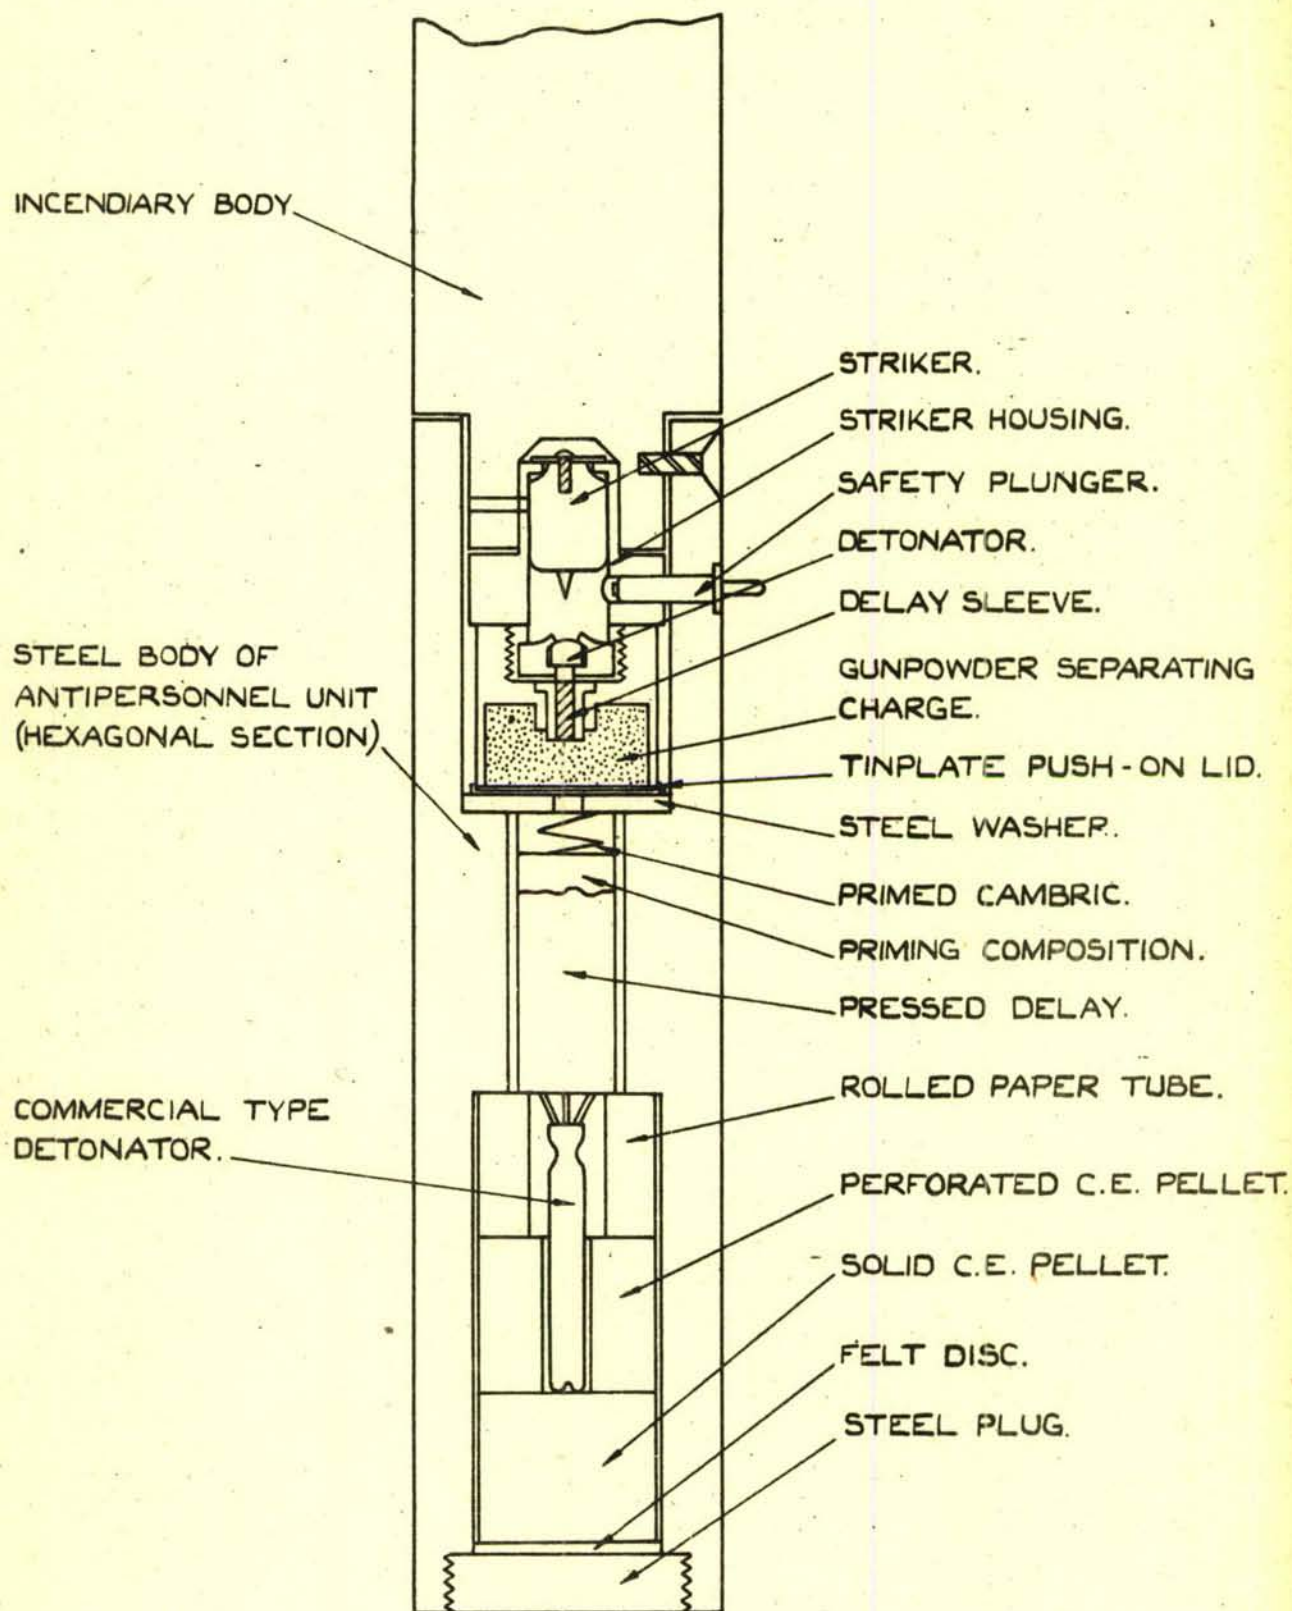 INCENDIARY BODY
STRIKER.
STRIKER HOUSING.
SAFETY PLUNGER.
DETONATOR.
DELAY SLEEVE.
STEEL BODY OF
ANTIPERSONNEL UNIT
(HEXAGONAL SECTION)
GUNPOWDER SEPARATING
CHARGE.
TINPLATE PUSH-ON LID.
STEEL WASHER.
PRIMED CAMBRIC.
PRIMING COMPOSITION.
PRESSED DELAY.
ROLLED PAPER TUBE.
COMMERCIAL TYPE
DETONATOR.
PERFORATED C.E. PELLET.
SOLID C.E. PELLET.
FELT DISC.
STEEL PLUG.